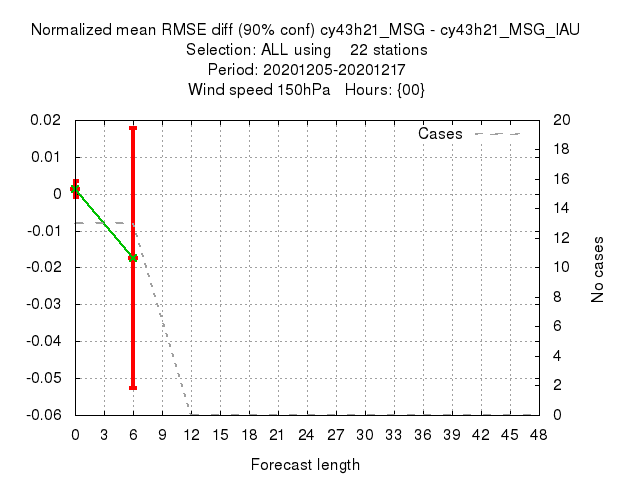 Normalized mean RMSE diff (90% conf) cy43h21_MSG - cy43h21_MSG_IAU
Selection: ALL using 22 stations
Period: 20201205-20201217
Wind speed 150hPa Hours: {00}
Cases
0.02
0.01
0
-0.01
-0.02
-0.03
-0.04
-0.05
-0.06
20
18
16
14
12
10
8
6
4
2
0
No cases
0 3 6 9 12 15 18 21 24 27 30 33 36 39 42 45 48
Forecast length